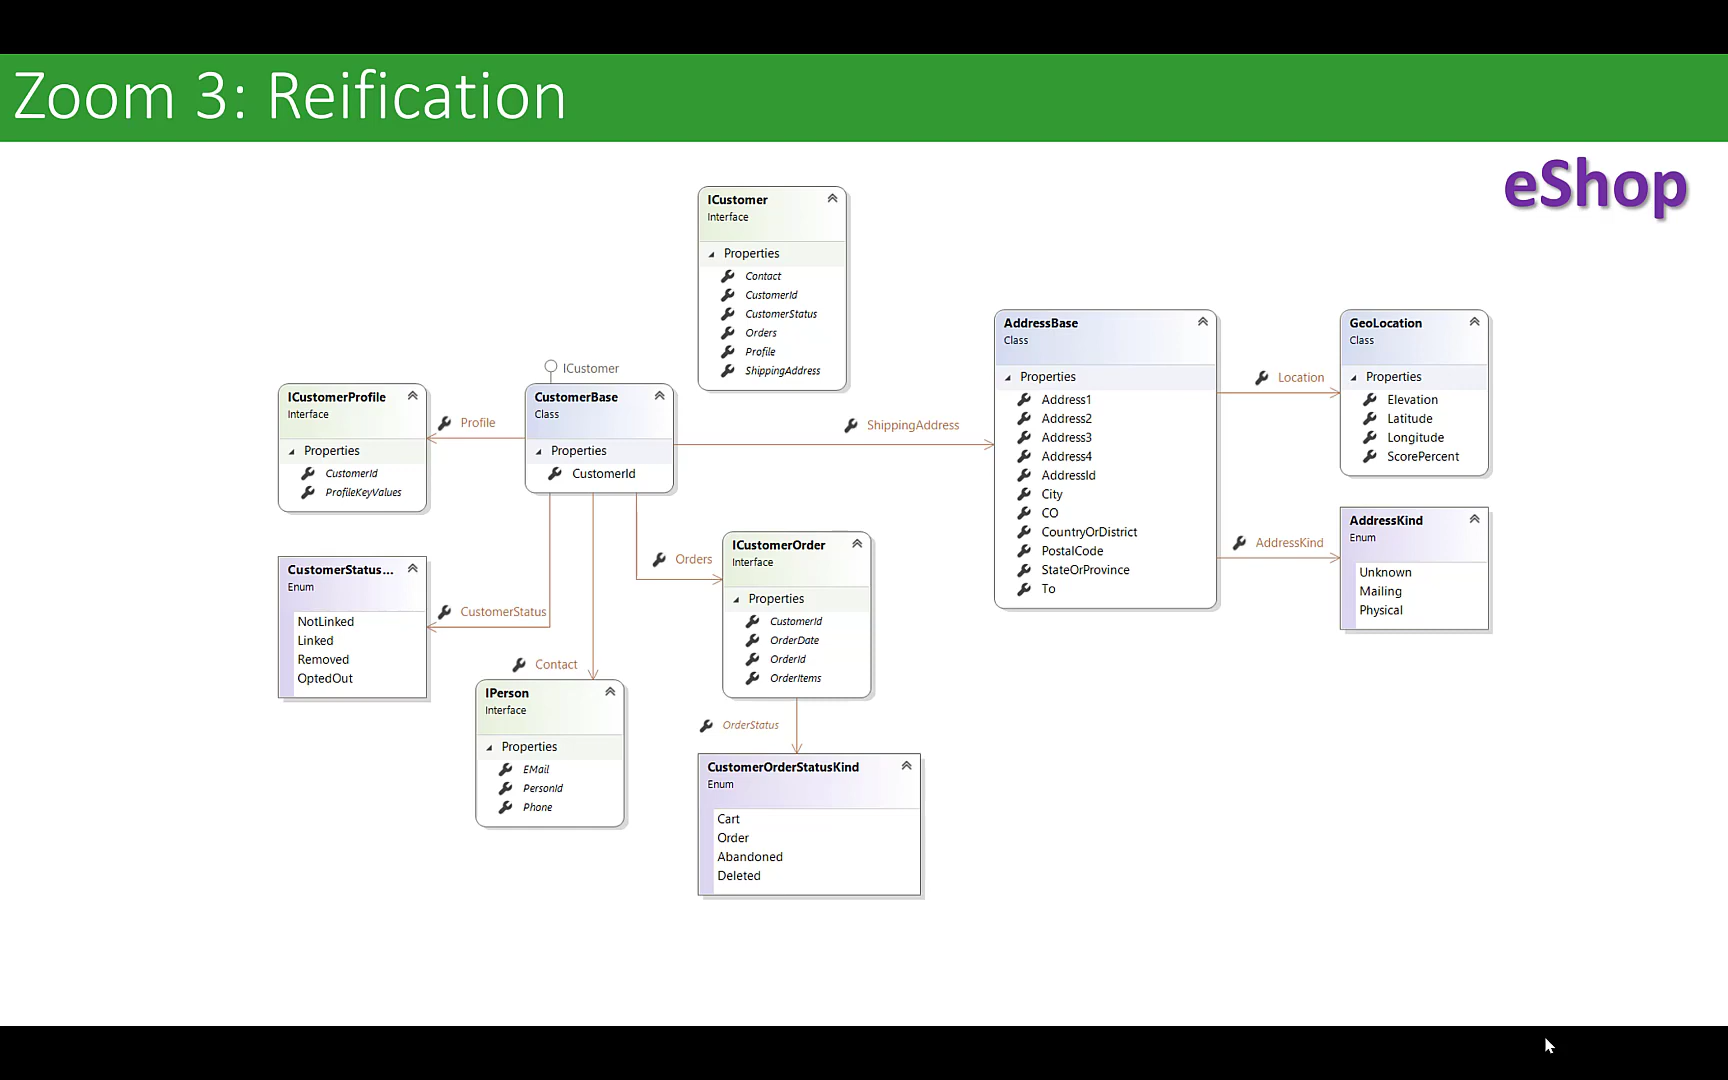 Zoom 3: Reification
eShop
ICustomer
Interface
Properties
Contact
CustomerId
CustomerStatus
Orders
Profile
ShippingAddress
ICustomer
ICustomerProfile
Interface
Properties
CustomerId
ProfileKeyValues
Profile
CustomerBase
Class
Properties
CustomerId
ShippingAddress
AddressBase
Class
Properties
Address1
Address2
Address3
Address4
AddressId
City
CO
CountryOrDistrict
PostalCode
StateOrProvince
To
Location
GeoLocation
Class
Properties
Elevation
Latitude
Longitude
ScorePercent
AddressKind
AddressKind
Enum
Unknown
Mailing
Physical
CustomerStatus...
Enum
NotLinked
Linked
Removed
OptedOut
CustomerStatus
Contact
IPerson
Interface
Properties
EMail
PersonId
Phone
Orders
ICustomerOrder
Interface
Properties
CustomerId
OrderDate
OrderId
OrderItems
OrderStatus
CustomerOrderStatusKind
Enum
Cart
Order
Abandoned
Deleted